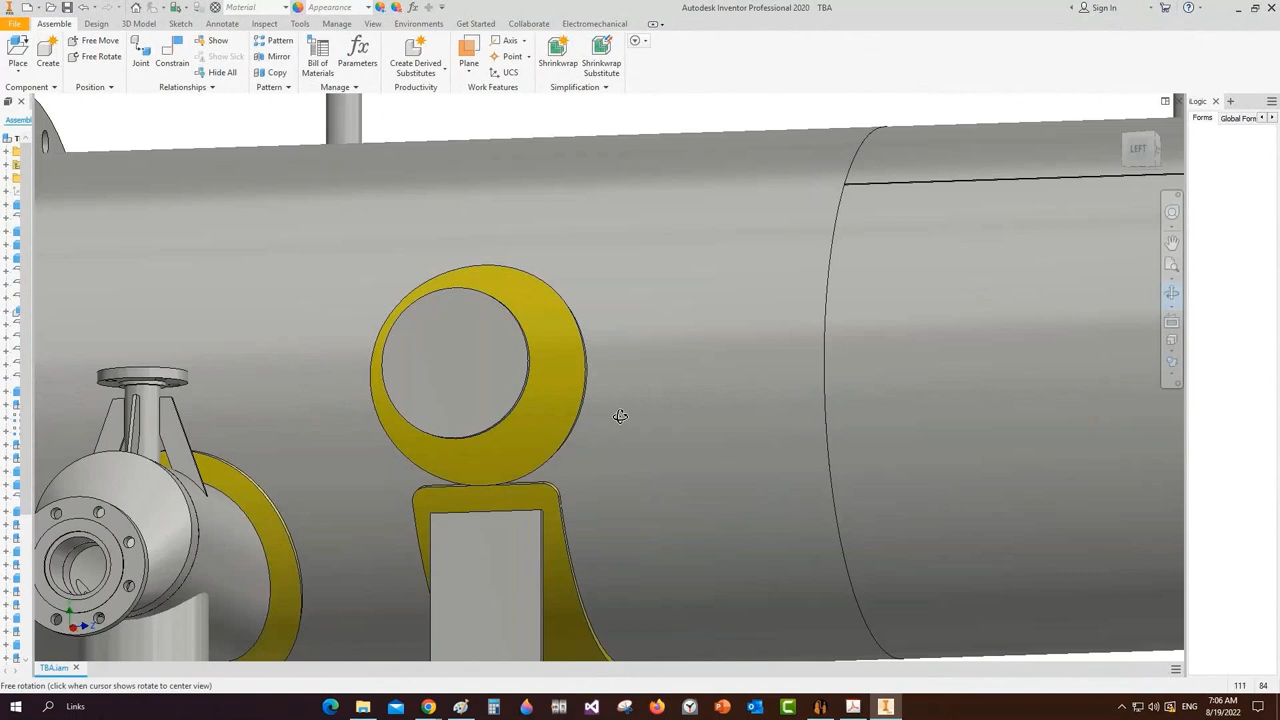 Material
Appearance
Autodesk Inventor Professional 2020 TBA
Sign In
File
Assemble
Design
3D Model
Sketch
Annotate
Inspect
Tools
Manage
View
Environments
Get Started
Collaborate
Electromechanical
Place
Create
Free Move
Free Rotate
Joint
Constrain
Show
Show Sick
Hide All
Pattern
Mirror
Copy
Bill of
Materials
Parameters
Create Derived
Substitutes
Plane
Axis
Point
UCS
Shrinkwrap
Shrinkwrap
Substitute
Component
Position
Relationships
Pattern
Manage
Productivity
Work Features
Simplification
Assembl
iLogic
Forms
Global Forn
LEFT
Z
TBA.iam
Free rotation (click when cursor shows rotate to center view)
111
84
Links
7:06 AM
8/19/2022